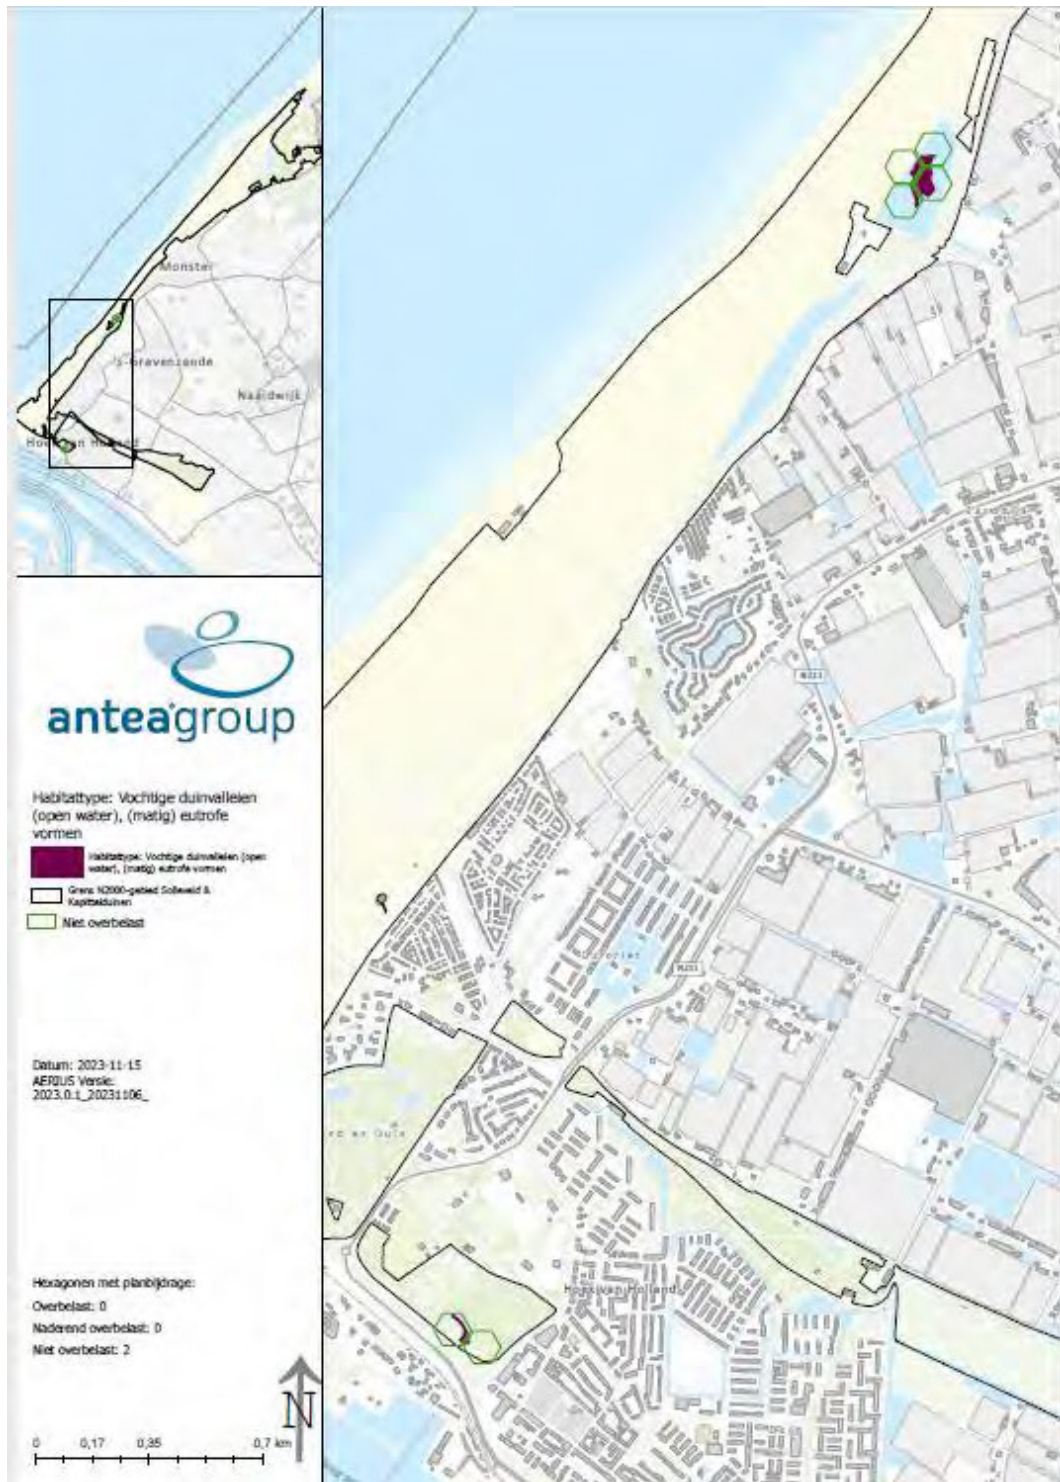 Monster
's-Gravenzande
Naaldwijk
Hoek van Holland
anteagroup
Habitattype: Vochtige duinvalleien
(open water), (matig) eutrofe
vormen
Habitattype: Vochtige duinvalleien (open
water), (matig) eutrofe vormen
Grens N2000-gebied Solleveld &
Kapittelduinen
Niet overbelast
Datum: 2023-11-15
AERIUS Versie:
2023.0.1_20231106_
Hexagonen met planbijdrage:
Overbelast: 0
Naderend overbelast: 0
Niet overbelast: 2
N
0 0,17 0,35 0,7 km
N211
N211
Hoek van Holland